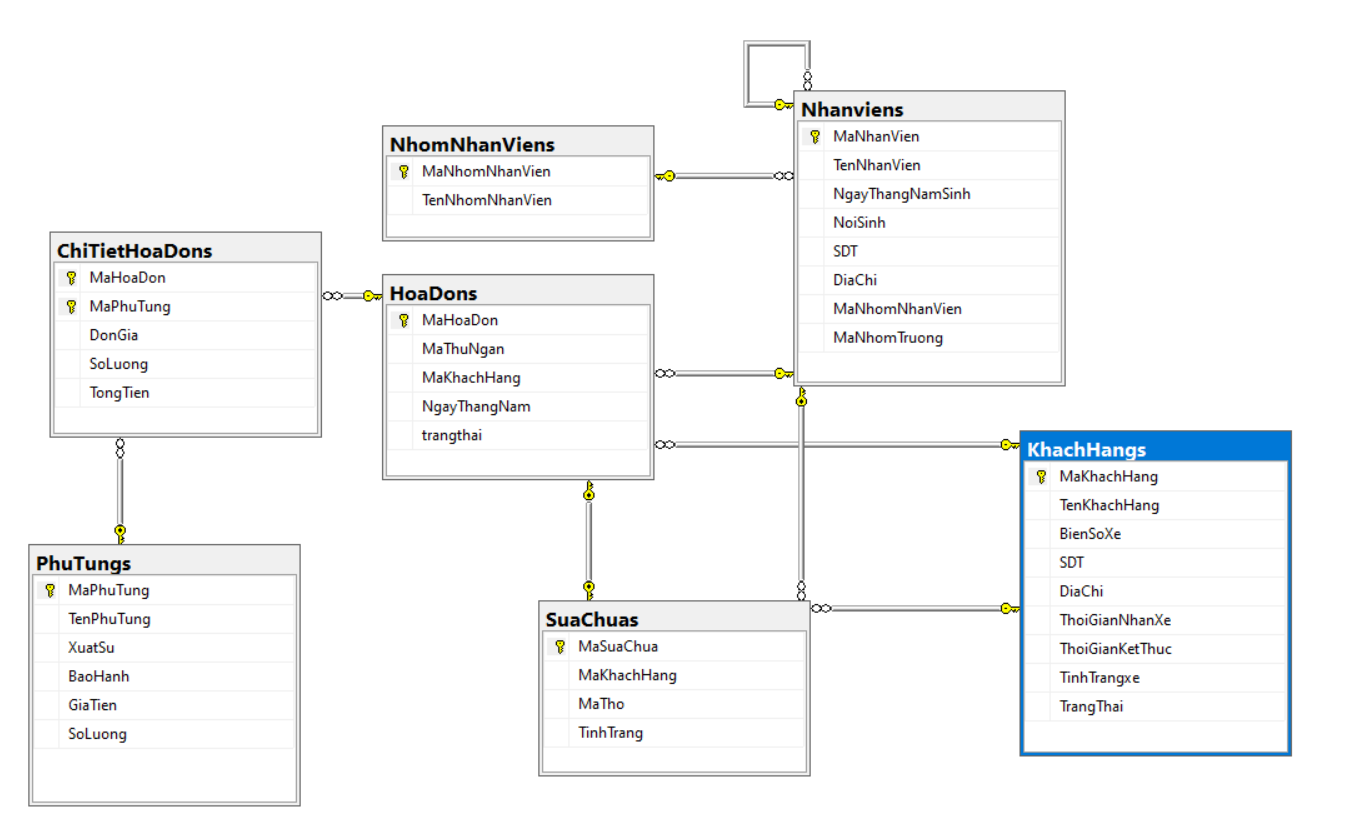 Nhanviens
MaNhanVien
TenNhanVien
NgayThangNamSinh
NoiSinh
SDT
DiaChi
MaNhomNhanVien
MaNhomTruong
NhomNhanViens
MaNhomNhanVien
TenNhomNhanVien
ChiTietHoaDons
MaHoaDon
MaPhuTung
DonGia
SoLuong
TongTien
HoaDons
MaHoaDon
MaThuNgan
MaKhachHang
NgayThangNam
trangthai
KhachHangs
MaKhachHang
TenKhachHang
BienSoXe
SDT
DiaChi
ThoiGianNhanXe
ThoiGianKetThuc
TinhTrangxe
TrangThai
PhuTungs
MaPhuTung
TenPhuTung
XuatSu
BaoHanh
GiaTien
SoLuong
SuaChuas
MaSuaChua
MaKhachHang
MaTho
TinhTrang